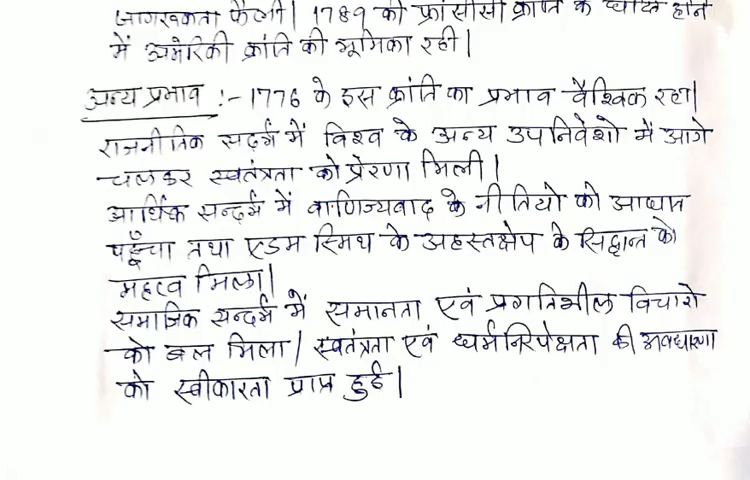 जागरूकता फैली। 1789 की फ्रांसीसी क्रान्ति के होने
में अमेरिकी क्रांति की भूमिका रही।
अन्य प्रभाव :- 1776 के इस क्रांति का प्रभाव वैश्विक रहा।
राजनीतिक सदर्भ में विश्व के अन्य उपनिवेशो में आगे
चलकर स्वतंत्रता को प्रेरणा मिली।
आर्थिक सन्दर्भ में वाणिज्यवाद के नीतियो को आघात
पहुँचा तथा एडम स्मिथ के अहस्तक्षेप के सिद्वान्त को
महत्व मिला।
समाजिक सन्दर्भ में समानता एवं प्रगतिशील विचारो
को बल मिला। स्वतंत्रता एवं धर्मनिरपेक्षता की अवधारणा
को स्वीकारता प्राप्त हुई।